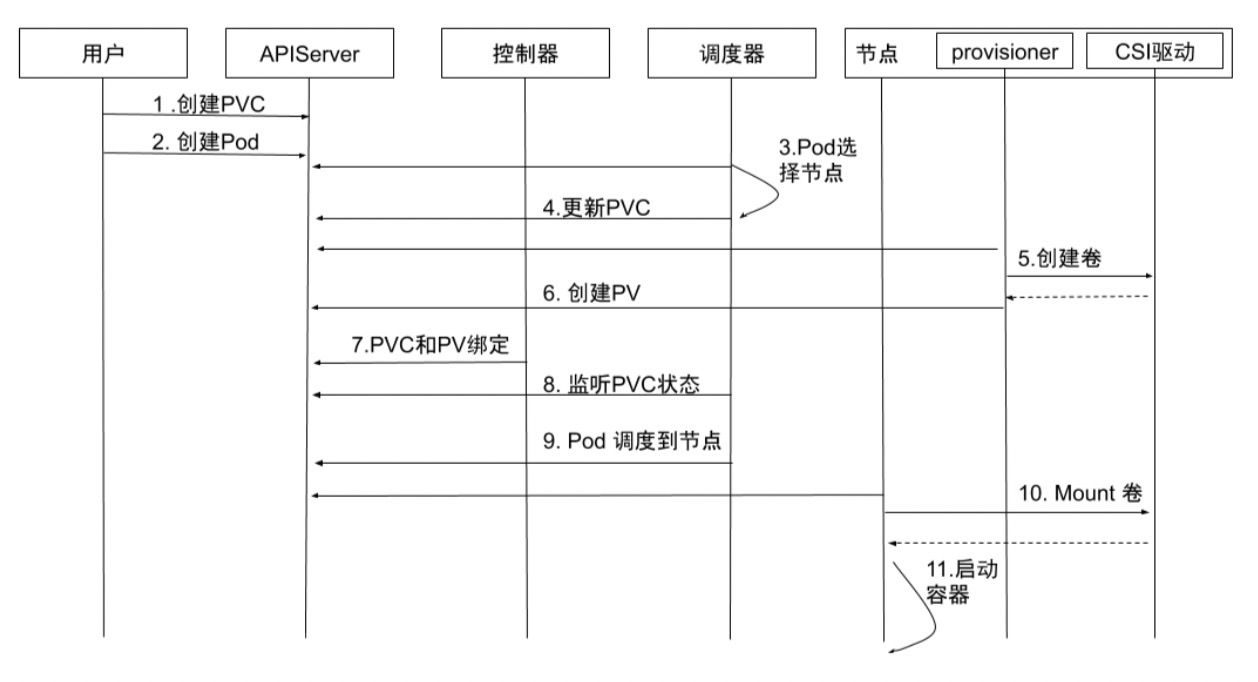 用户
APIServer
控制器
调度器
节点
provisioner
CSI驱动
1 .创建PVC
2. 创建Pod
3.Pod选
择节点
4.更新PVC
5.创建卷
6. 创建PV
7.PVC和PV绑定
8. 监听PVC状态
9. Pod 调度到节点
10. Mount 卷
11.启动
容器